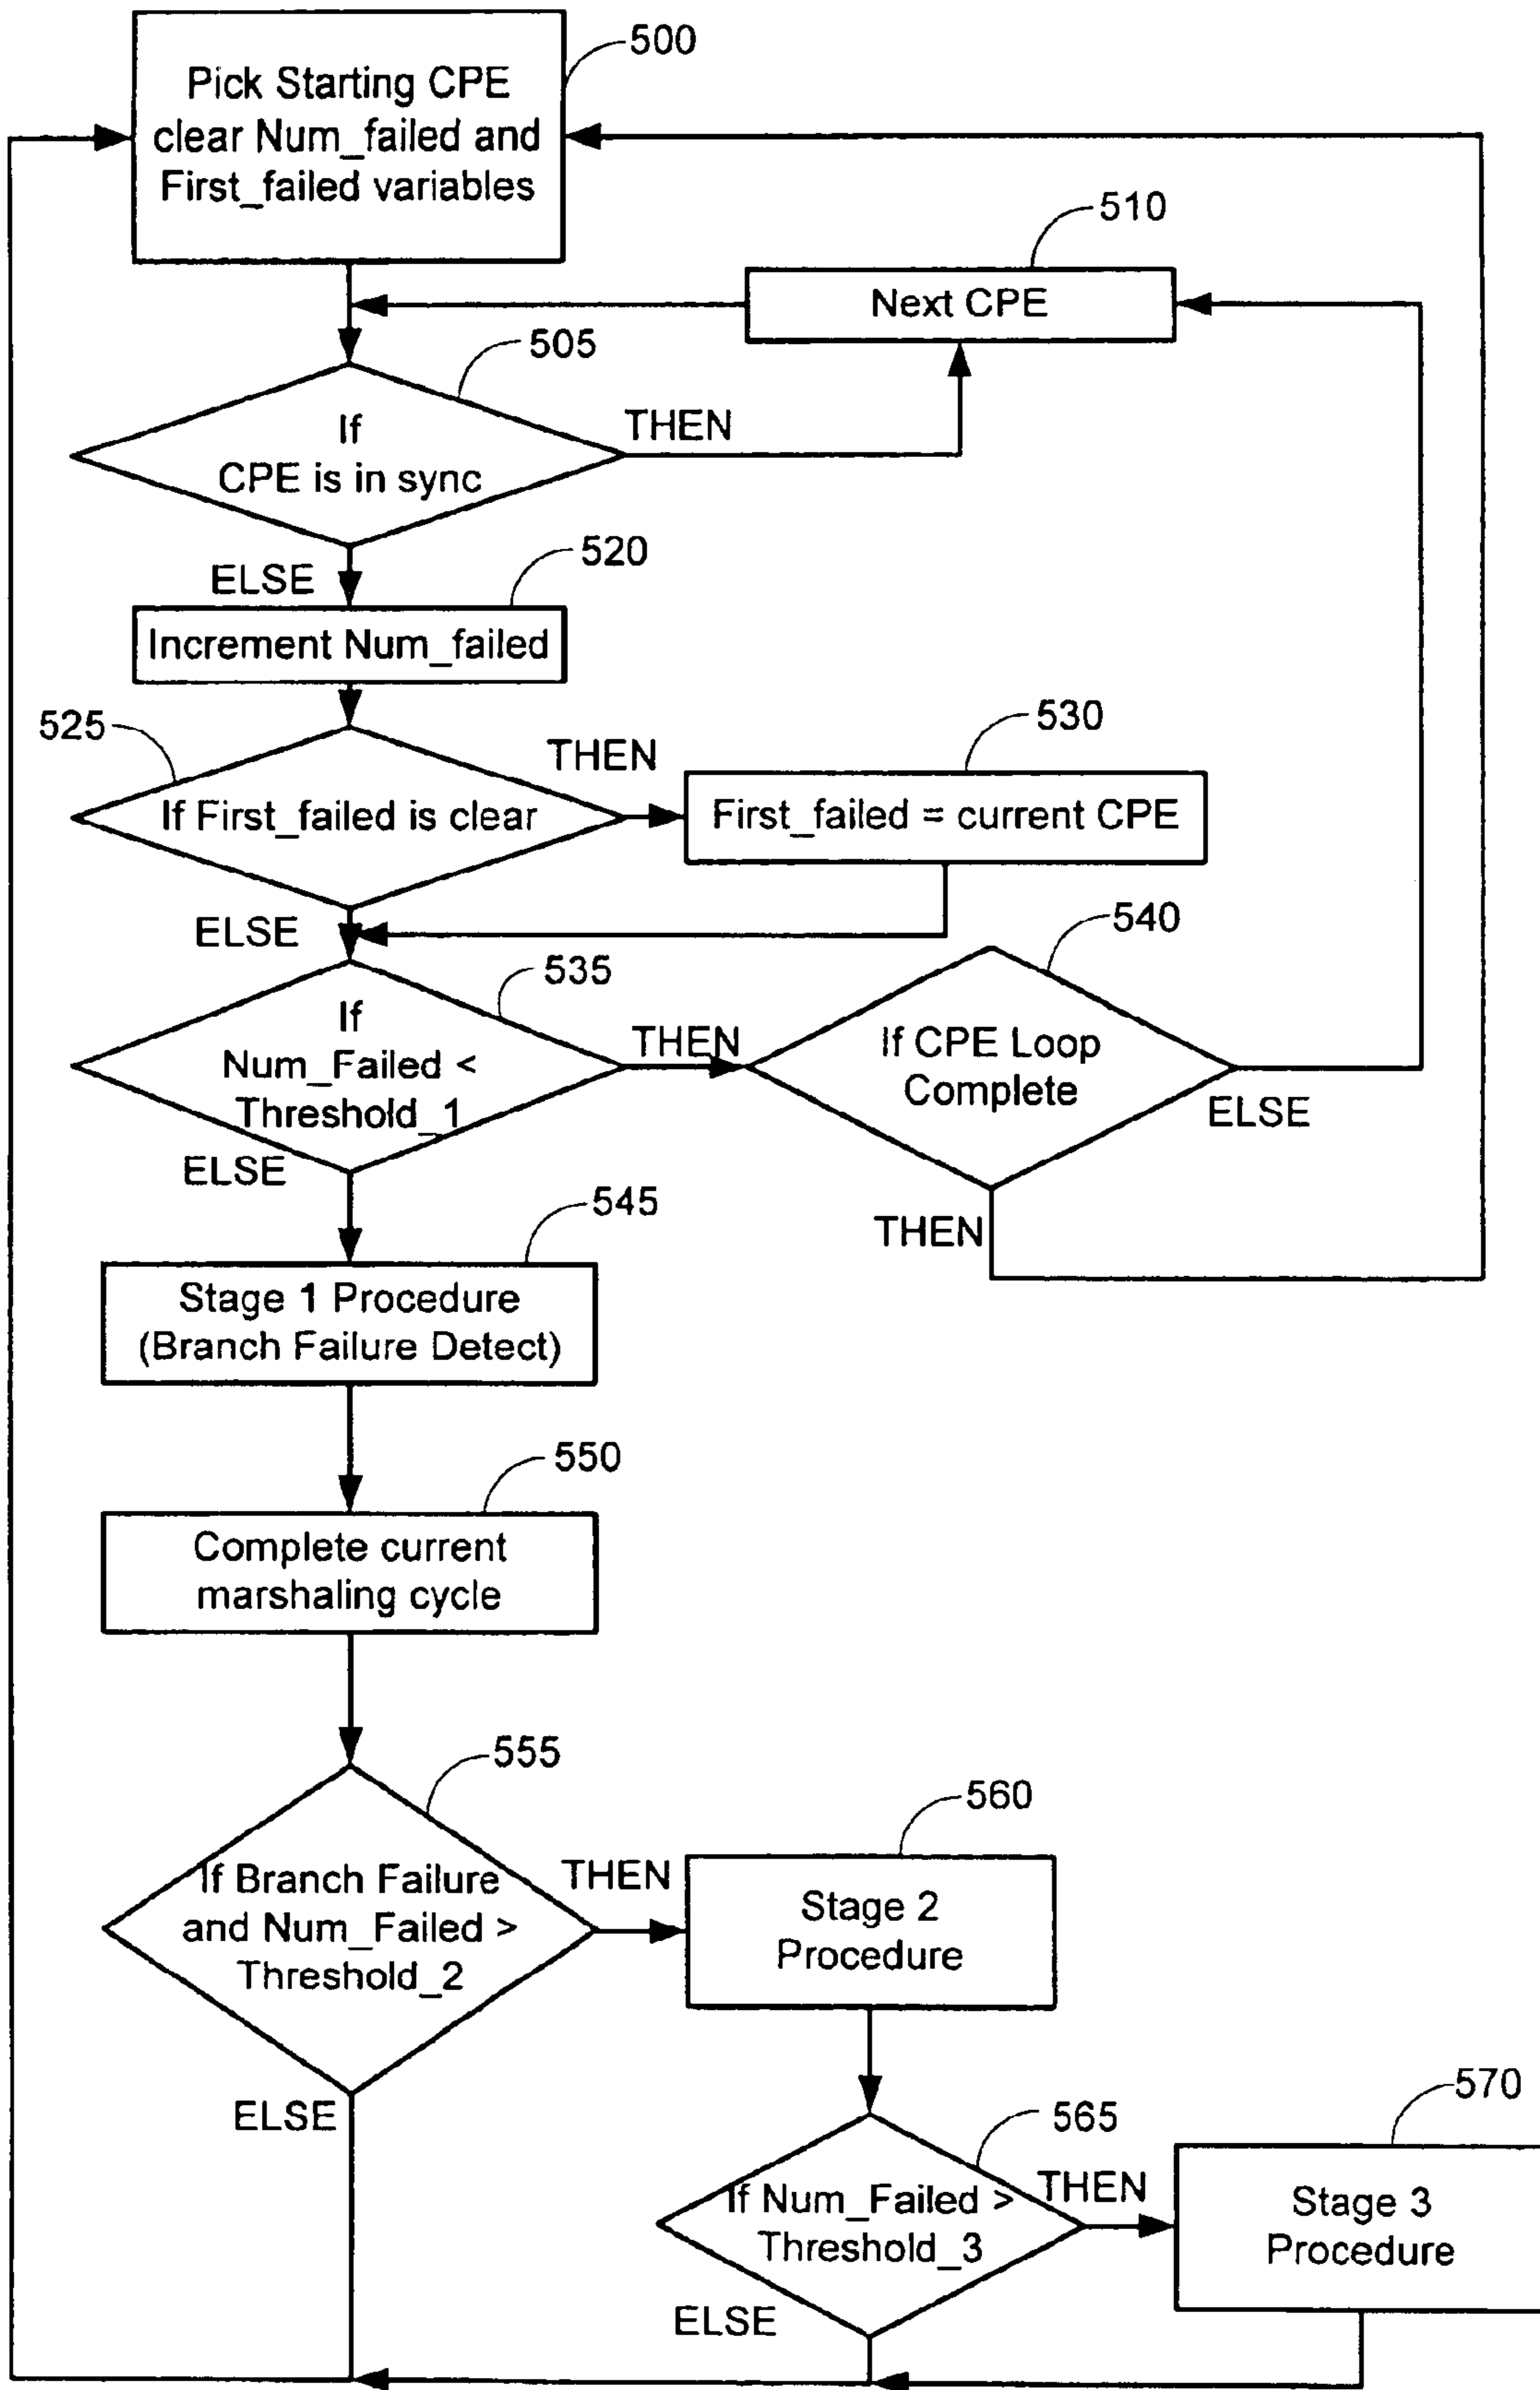 500
Pick Starting CPE
clear Num_failed and
First_failed variables
510
Next CPE
505
If
CPE is in sync
THEN
ELSE
520
Increment Num_failed
525
If First_failed is clear
THEN
530
First_failed = current CPE
ELSE
535
If
Num_Failed <
Threshold_1
THEN
540
If CPE Loop
Complete
ELSE
THEN
ELSE
545
Stage 1 Procedure
(Branch Failure Detect)
550
Complete current
marshaling cycle
555
If Branch Failure
and Num_Failed >
Threshold_2
THEN
560
Stage 2
Procedure
ELSE
565
If Num_Failed >
Threshold_3
THEN
570
Stage 3
Procedure
ELSE